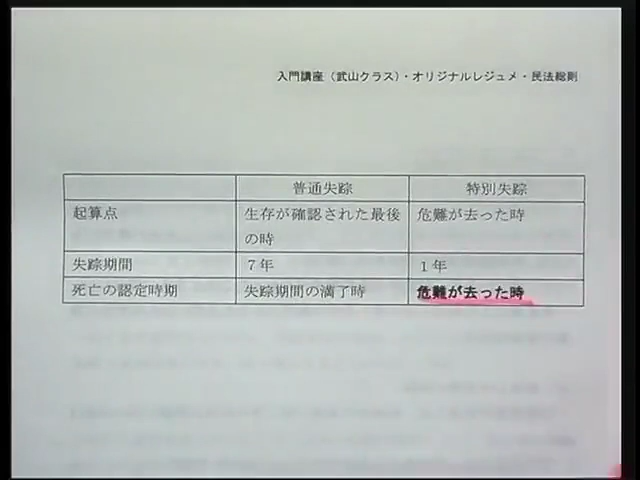 入門講座（武山クラス）・オリジナルレジュメ・民法総則
普通失踪 特別失踪
起算点 生存が確認された最後の時 危難が去った時
失踪期間 ７年 １年
死亡の認定時期 失踪期間の満了時 危難が去った時